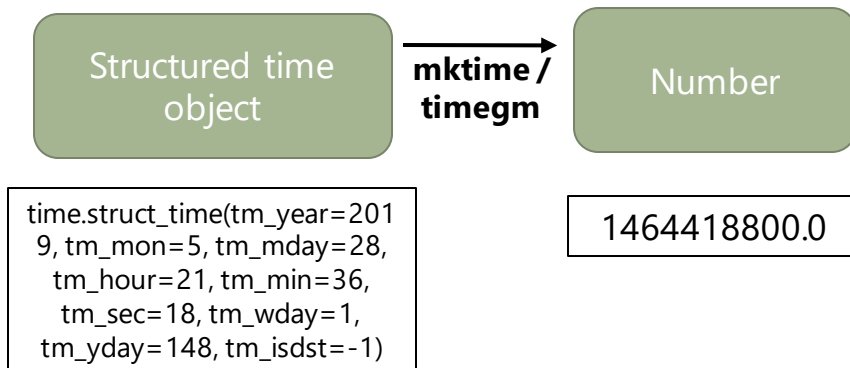 Structured time
object
mktime /
timegm
Number
time.struct_time(tm_year=201
9, tm_mon=5, tm_mday=28,
tm_hour=21, tm_min=36,
tm_sec=18, tm_wday=1,
tm_yday=148, tm_isdst=-1)
1464418800.0